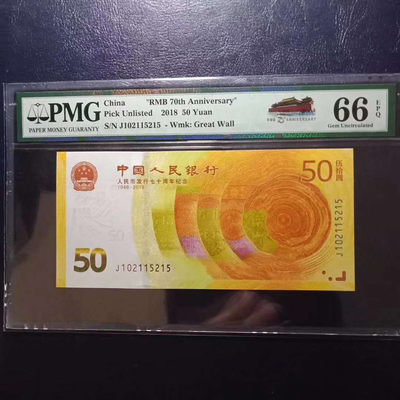 PMG
PAPER MONEY GUARANTY
China "RMB 70th Anniversary"
Pick Unlisted 2018 50 Yuan
S/N J102115215 - Wmk: Great Wall
66 EPQ
Gem Uncirculated
中国人民银行
人民币发行七十周年纪念
1948-2018
50 伍拾圆
J102115215
50
J102115215